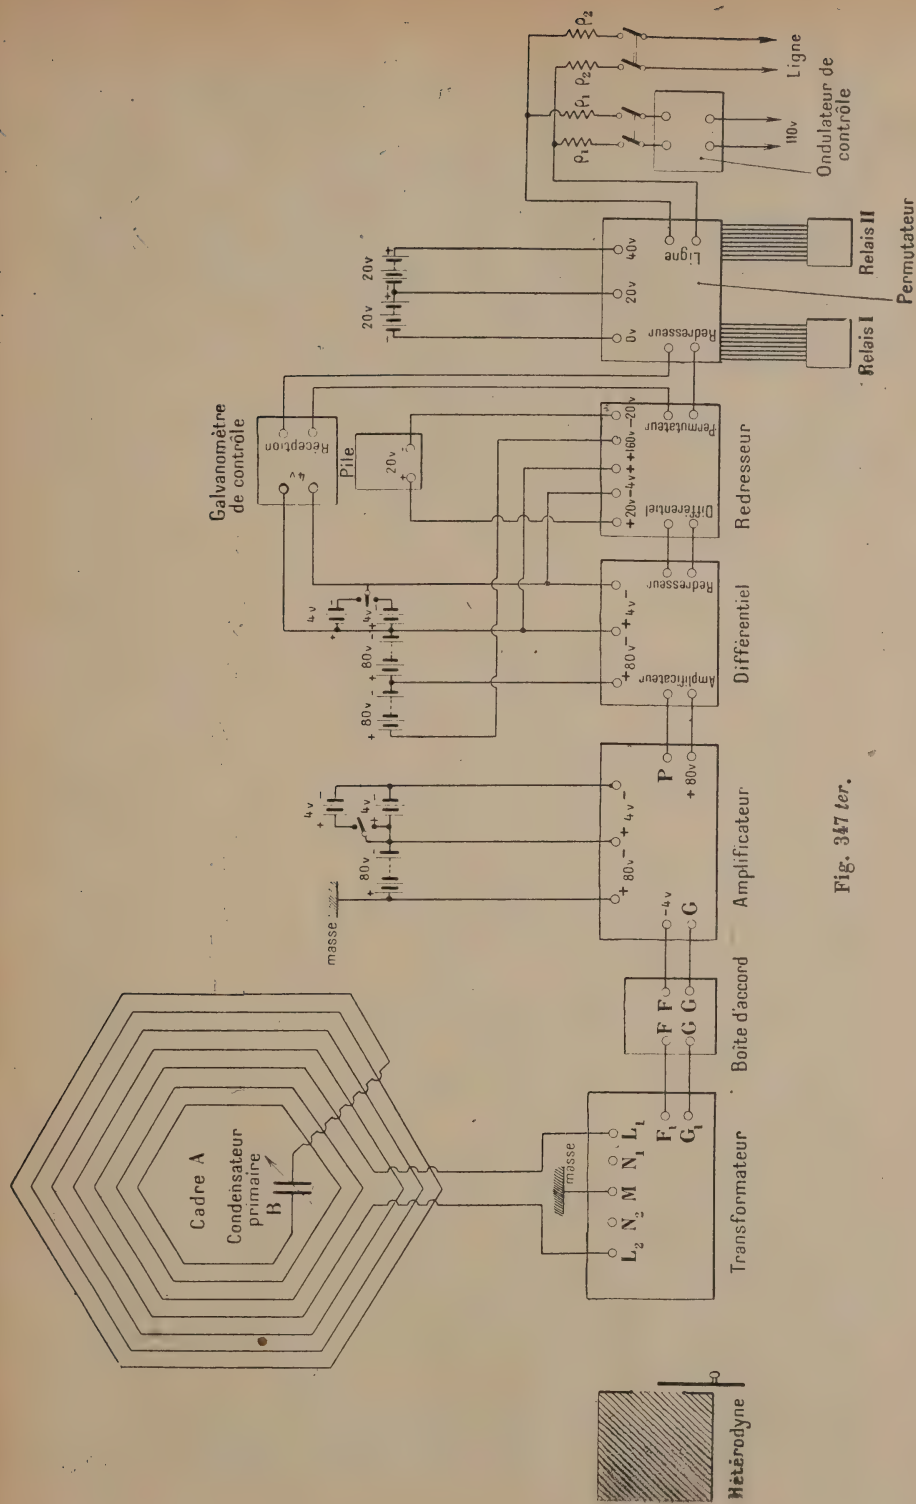 Cadre A
Condensateur
primaire
B
L₂ N₂ M N₁ L₁
masse
F₁
G₁
Transformateur
Hétérodyne
F F
G G
Boîte d'accord
masse
+ 80v - + 4v -
4v
+ -
+ 80v - + 4v -
-4v
G
P
+ 80v
Amplificateur
+ 80v - + 80v - + 4v -
+ 4v -
+ 80v - + 4v -
Amplificateur
Redresseur
Différentiel
Galvanomètre
de contrôle
4v
Réception
Pile
+ 20v
+20v -4v + +160v -20v
Différentiel
Permutateur
Redresseur
- 20v + - 20v +
0v 20v 40v
Redresseur
Ligne
Relais I
Relais II
Permutateur
ρ₁ ρ₁ ρ₂ ρ₂
110v
Ligne
Ondulateur de
contrôle
Fig. 347 ter.